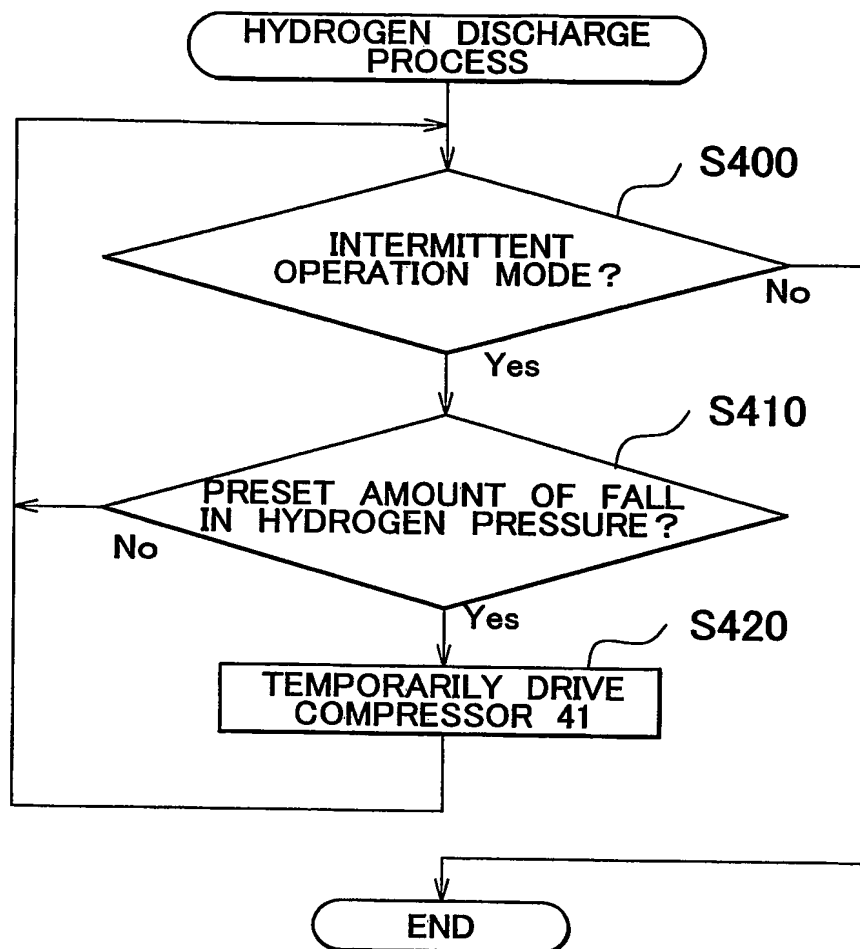 HYDROGEN DISCHARGE
PROCESS
S400
INTERMITTENT
OPERATION MODE?
No
Yes
S410
PRESET AMOUNT OF FALL
IN HYDROGEN PRESSURE?
No
Yes
S420
TEMPORARILY DRIVE
COMPRESSOR 41
END